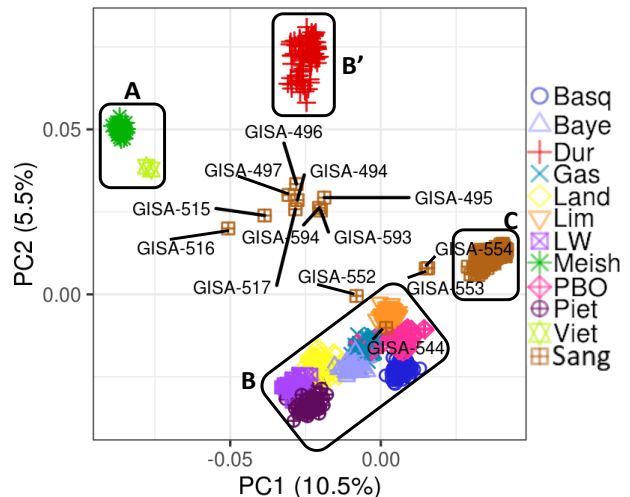 B’
A
GISA-496
0.05
GISA-497
GISA-494
GISA-495
GISA-515
GISA-516
GISA-594
GISA-593
C
GISA-554
GISA-517
GISA-552
GISA-553
0.00
GISA-544
B
PC2 (5.5%)
-0.05
0.00
PC1 (10.5%)
Basq
Baye
Dur
Gas
Land
Lim
LW
Meish
PBO
Piet
Viet
Sang